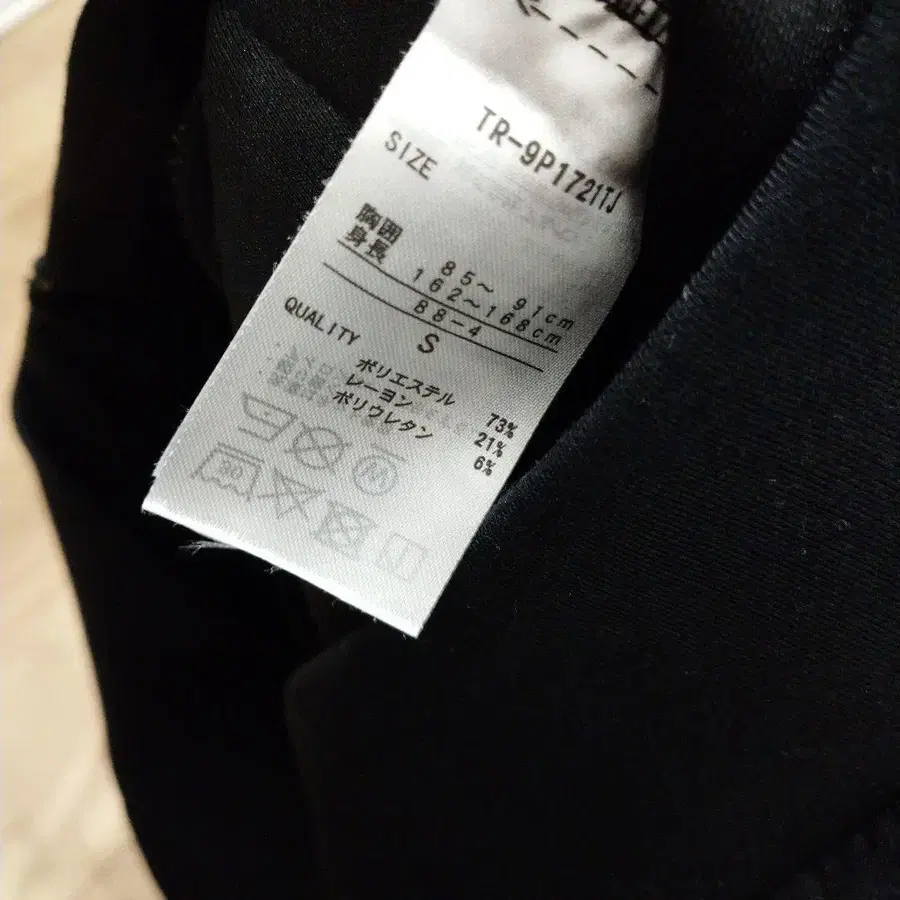 TR-9P1721TJ
SIZE
胸囲 85～ 91cm
身長 162～168cm
88-4
S
QUALITY
ポリエステル 73%
レーヨン 21%
ポリウレタン 6%
W